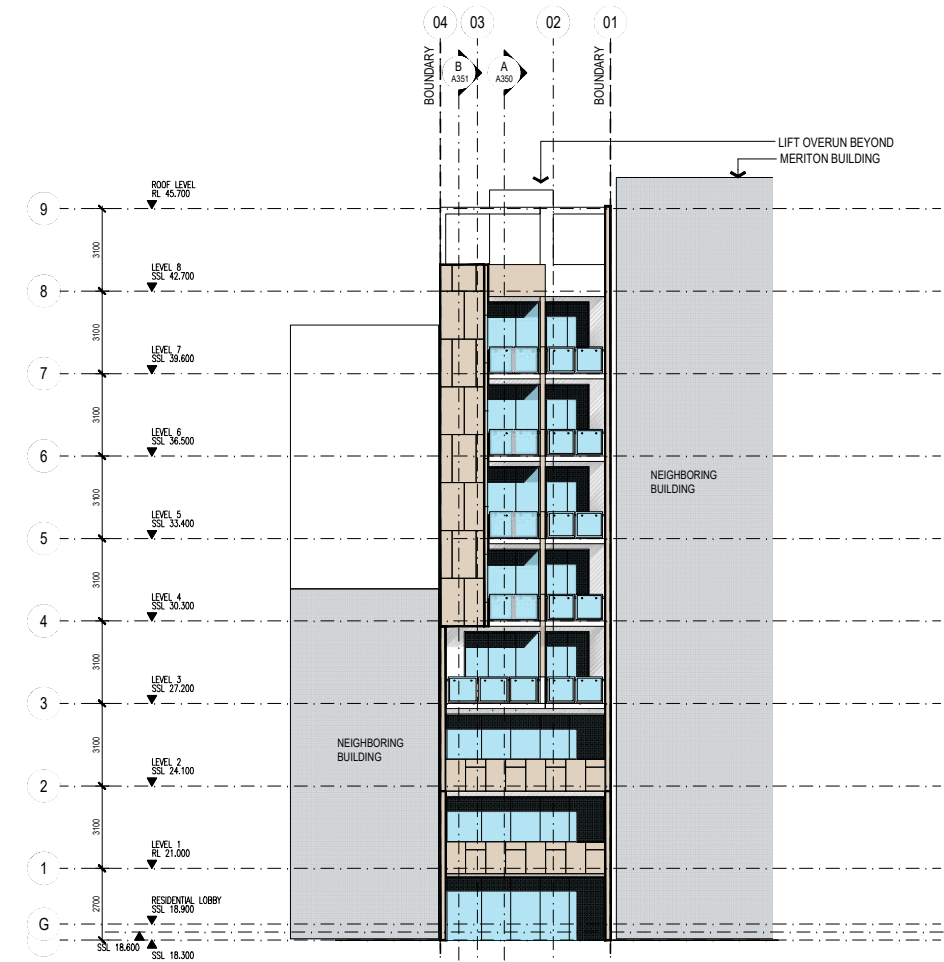 04
03
02
01
BOUNDARY
B
A351
A
A350
BOUNDARY
LIFT OVERUN BEYOND
MERITON BUILDING
ROOF LEVEL
RL 45.700
9
3100
LEVEL 8
SSL 42.700
8
3100
LEVEL 7
SSL 39.600
7
3100
LEVEL 6
SSL 36.500
6
NEIGHBORING
BUILDING
3100
LEVEL 5
SSL 33.400
5
3100
LEVEL 4
SSL 30.300
4
3100
LEVEL 3
SSL 27.200
3
NEIGHBORING
BUILDING
3100
LEVEL 2
SSL 24.100
2
3100
LEVEL 1
RL 21.000
1
2700
RESIDENTIAL LOBBY
SSL 18.900
G
SSL 18.600
SSL 18.300